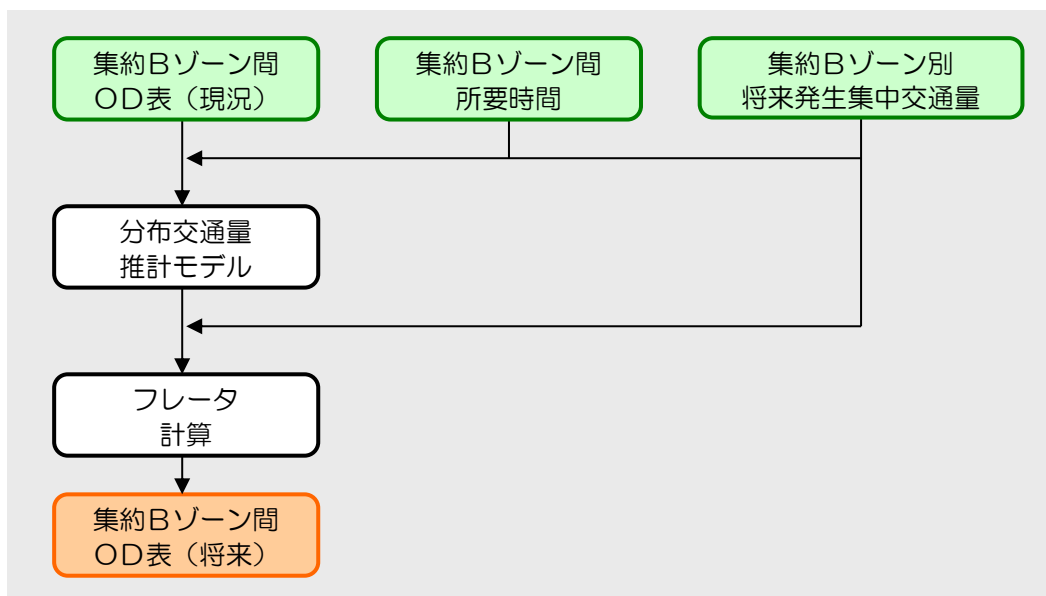 集約Ｂゾーン間
ＯＤ表（現況）
集約Ｂゾーン間
所要時間
集約Ｂゾーン別
将来発生集中交通量
分布交通量
推計モデル
フレータ
計算
集約Ｂゾーン間
ＯＤ表（将来）